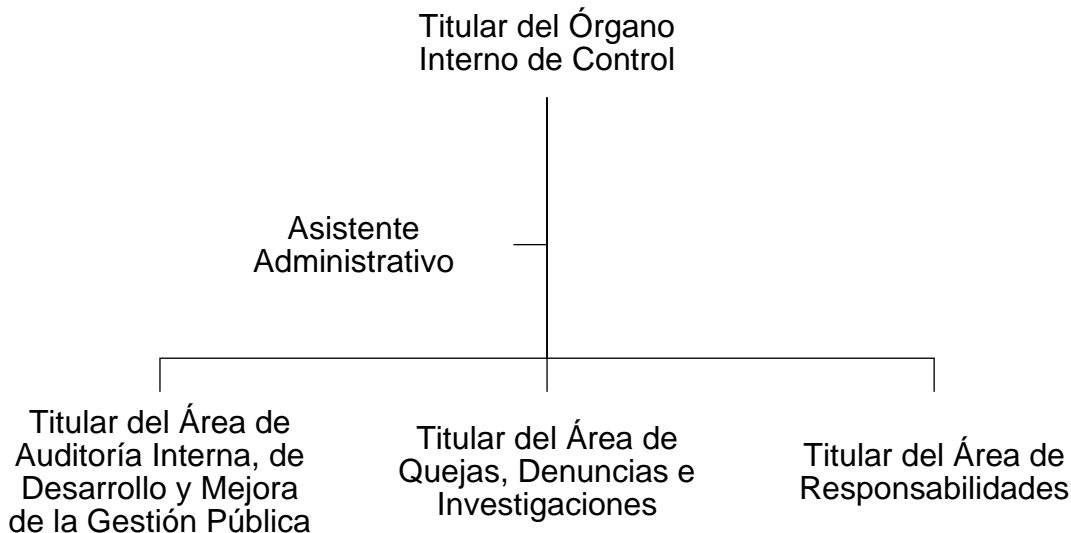 Titular del Órgano
Interno de Control
Asistente
Administrativo
Titular del Área de
Auditoría Interna, de
Desarrollo y Mejora
de la Gestión Pública
Titular del Área de
Quejas, Denuncias e
Investigaciones
Titular del Área de
Responsabilidades